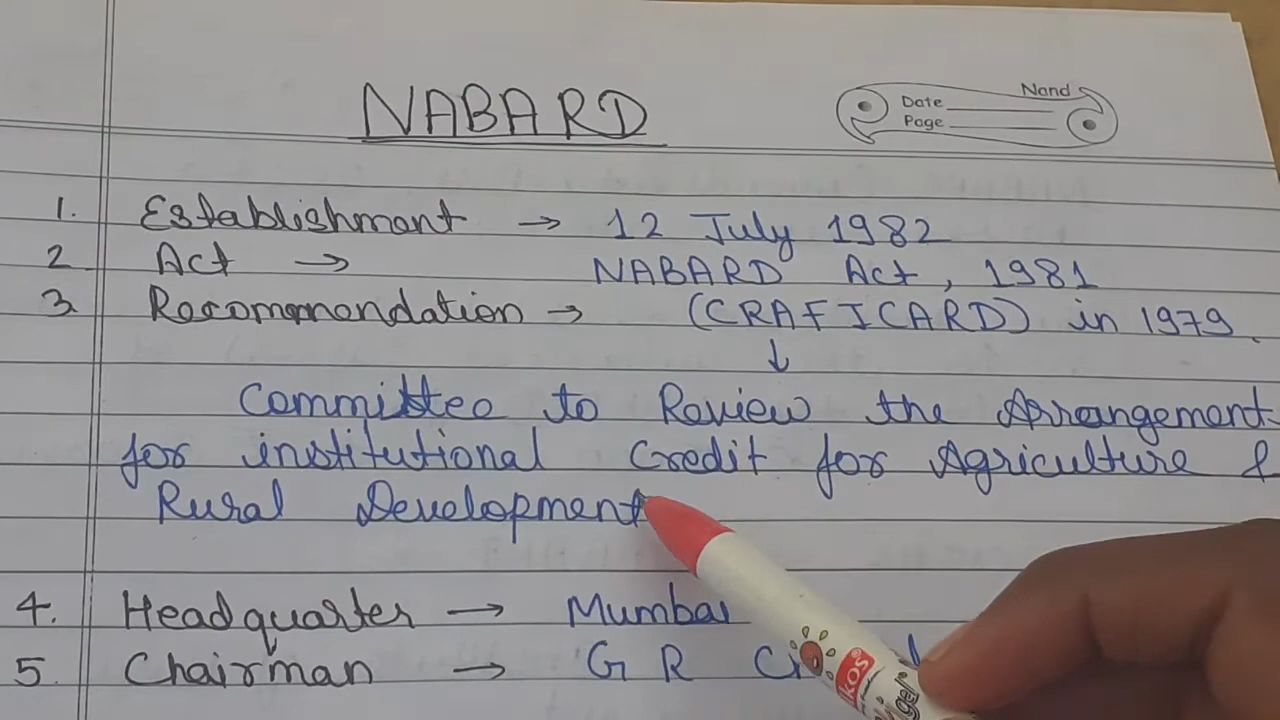 NABARD
Nand
Date
Page
1. Establishment → 12 July 1982
2 Act → NABARD Act, 1981
3. Recommendation → (CRAFICARD) in 1979.
↓
Committee to Review the Arrangement
for institutional Credit for Agriculture &
Rural Development
4. Headquarter → Mumbai
5. Chairman → G R